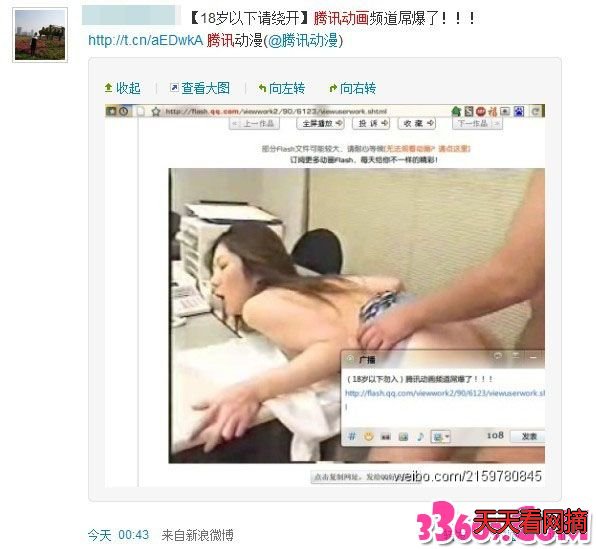 【18岁以下请绕开】腾讯动画频道屌爆了！！！
http://t.cn/aEDwkA 腾讯动漫(@腾讯动漫)
收起 查看大图 向左转 向右转
http://flash.qq.com/viewwork2/90/6123/viewuserwork.shtml
上一作品 全屏播放 投诉 收藏 下一作品
部分Flash文件可能较大，请耐心等候[无法观看动画? 请点这里]
订阅更多动画Flash，每天给你不一样的精彩!
广播
（18岁以下勿入）腾讯动画频道屌爆了！！！
http://flash.qq.com/viewwork2/90/6123/viewuserwork.sh
!
108 发表
点击复制网址，发给
weibo.com/2159780845
天天看网摘
今天 00:43 来自新浪微博